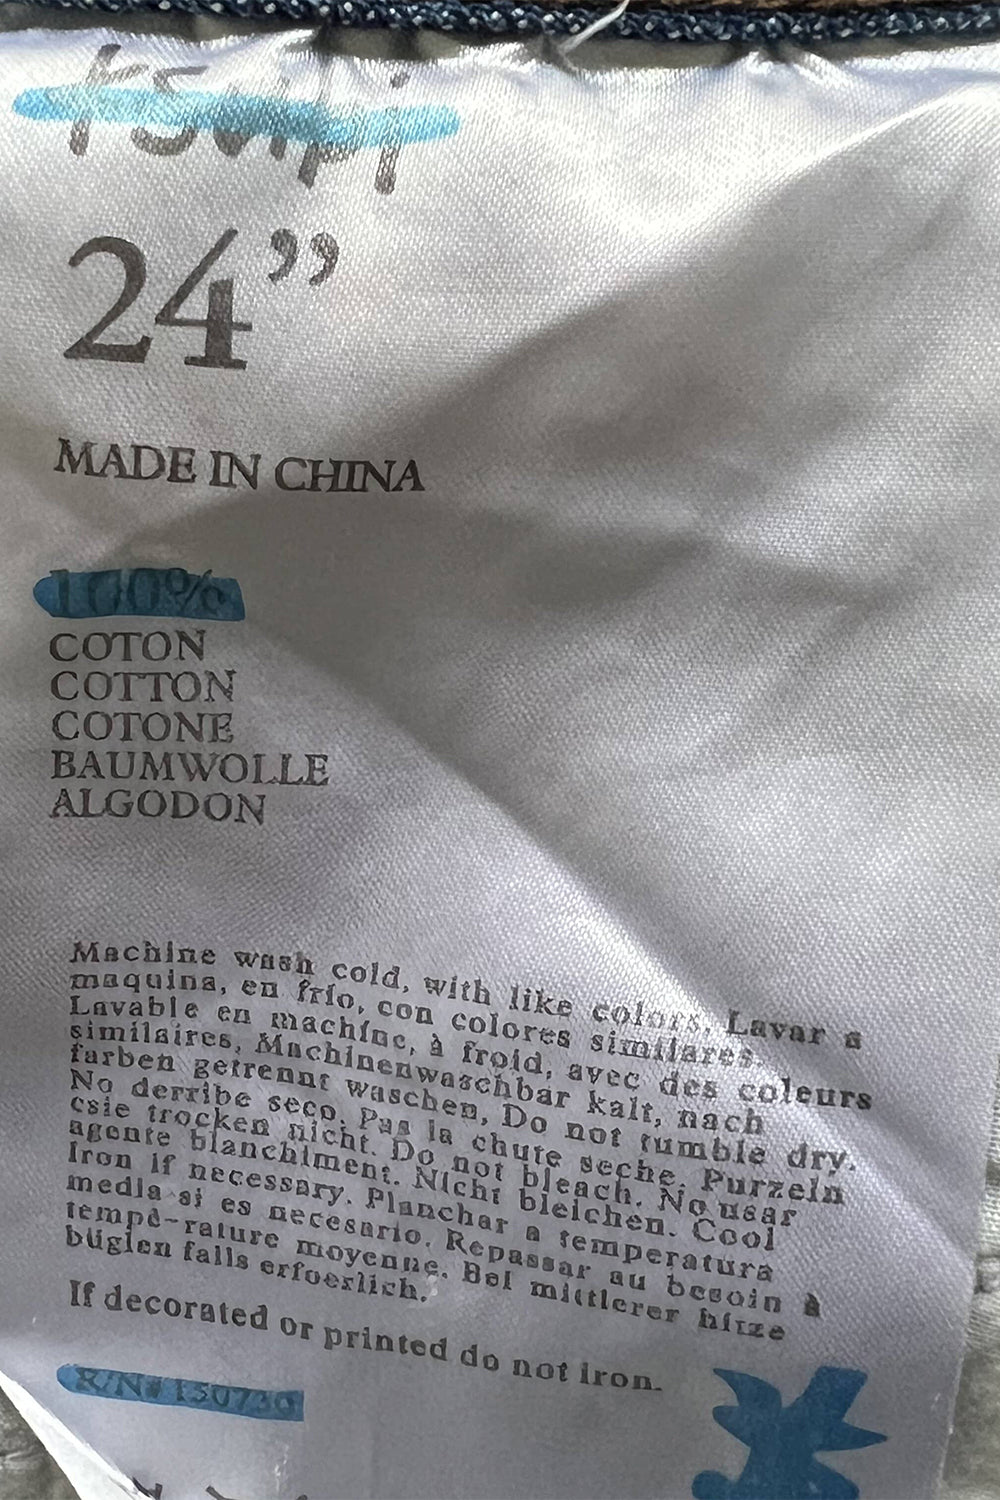 24”
MADE IN CHINA
100%
COTON
COTTON
COTONE
BAUMWOLLE
ALGODON
Machine wash cold, with like colors. Lavar a
maquina, en frio, con colores similares.
Lavable en machine, à froid, avec des coleurs
similaires, Machinenwaschbar kalt, nach
farben getrennt waschen, Do not tumble dry.
No derribe seco. Pas la chute seche. Purzeln
csie trocken nicht. Do not bleach. No usar
agente blanchiment. Nicht bleichen. Cool
Iron if necessary. Planchar a temperatura
media si es necesario. Repassar au besoin à
tempè-rature moyenne. Bei mittlerer hitze
büglen falls erfoerlich.
If decorated or printed do not iron.
R/N# 150730